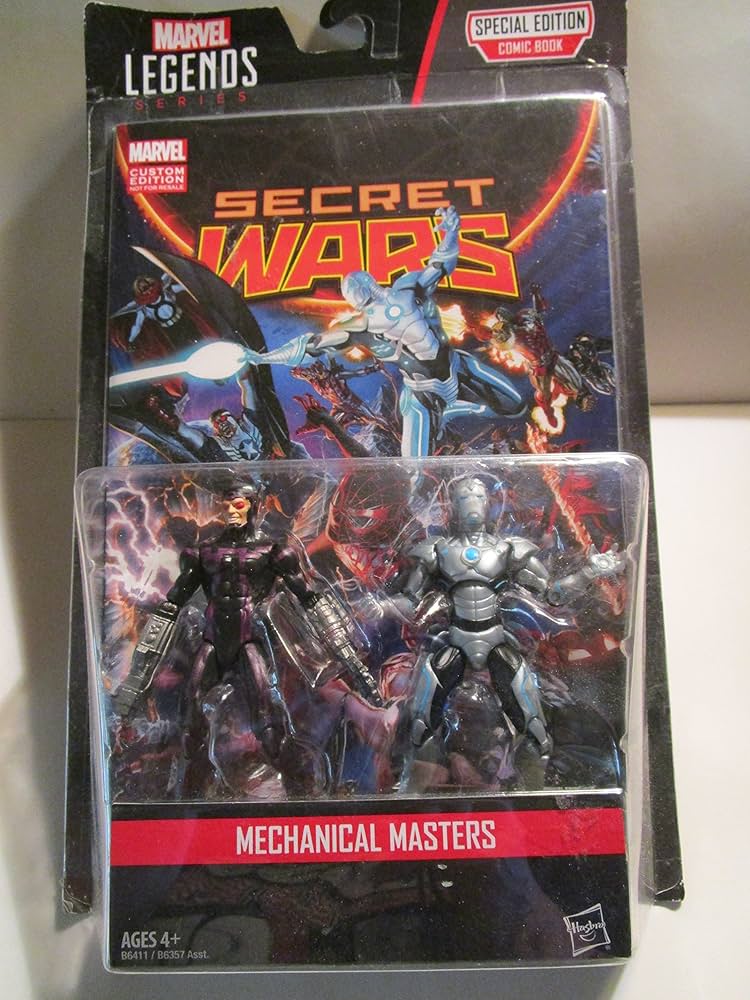 MARVEL
LEGENDS
SERIES
SPECIAL EDITION
COMIC BOOK
MARVEL
CUSTOM
EDITION
NOT FOR RESALE
SECRET
WARS
MECHANICAL MASTERS
AGES 4+
B6411 / B6357 Asst.
Hasbro